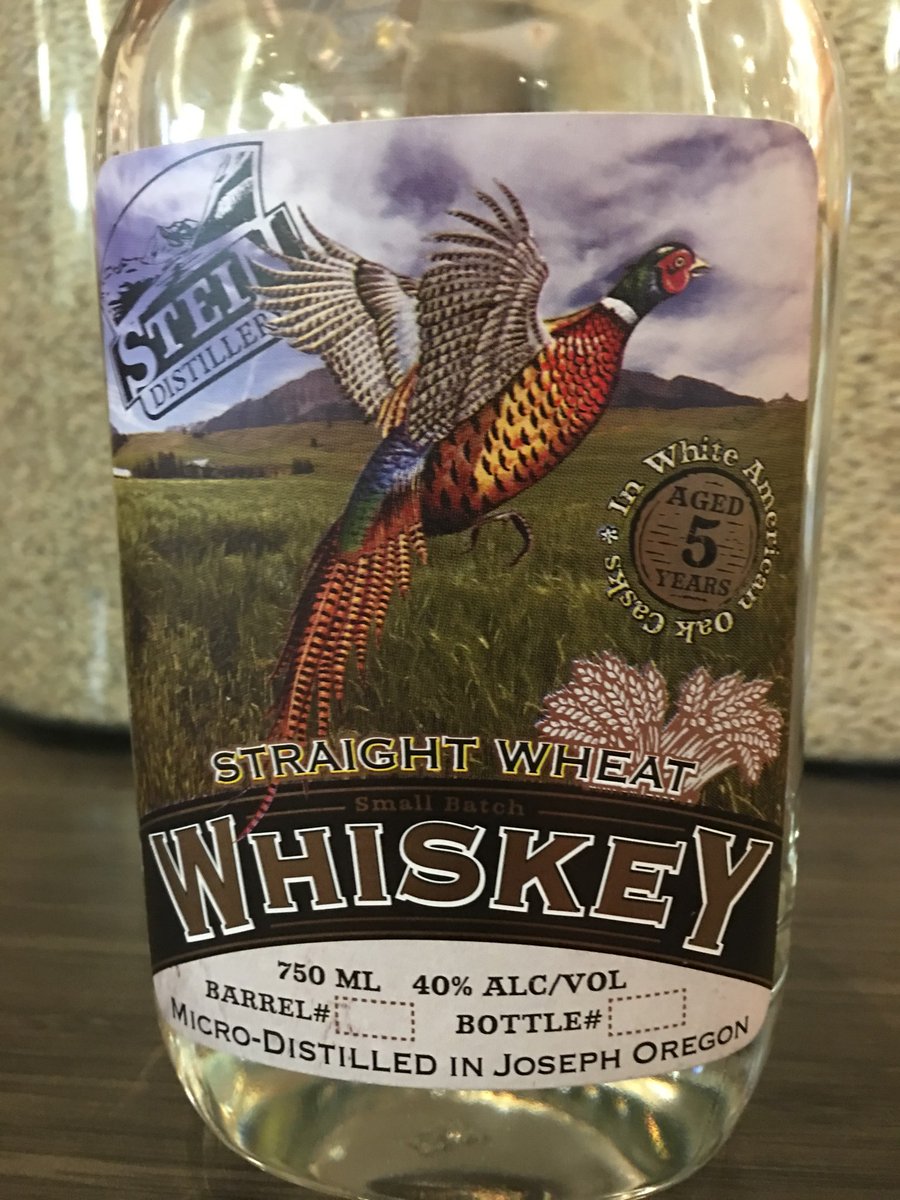 STEIN
DISTILLER
In White American Oak Casks *
AGED
5
YEARS
STRAIGHT WHEAT
Small Batch
WHISKEY
750 ML 40% ALC/VOL
BARREL# BOTTLE#
MICRO-DISTILLED IN JOSEPH OREGON